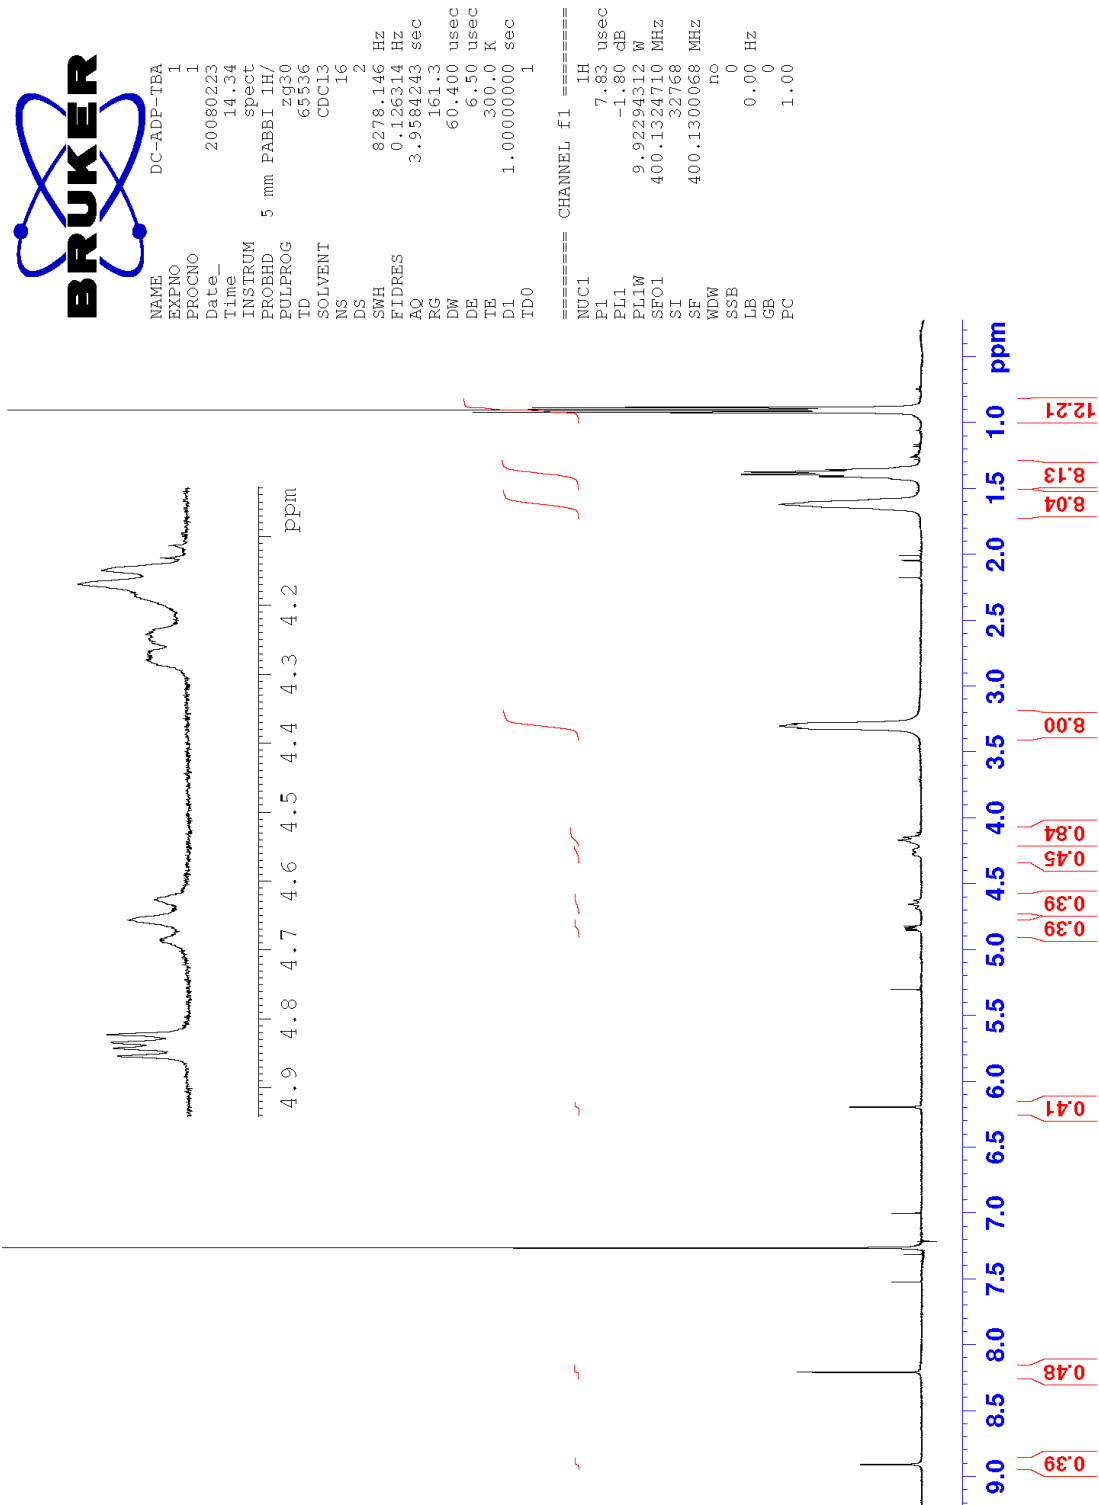 BRUKER
NAME DC-ADP-TBA
EXPNO 1
PROCNO 1
Date_ 20080223
Time 14.34
INSTRUM spect
PROBHD 5 mm PABBI 1H/
PULPROG zg30
TD 65536
SOLVENT CDCl3
NS 16
DS 2
SWH 8278.146 Hz
FIDRES 0.126314 Hz
AQ 3.9584243 sec
RG 161.3
DW 60.400 usec
DE 6.50 usec
TE 300.0 K
D1 1.00000000 sec
TD0 1
======== CHANNEL f1 ========
NUC1 1H
P1 7.83 usec
PL1 -1.80 dB
PL1W 9.92294312 W
SFO1 400.1324710 MHz
SI 32768
SF 400.1300068 MHz
WDW no
SSB 0
LB 0.00 Hz
GB 0
PC 1.00
4.9 4.8 4.7 4.6 4.5 4.4 4.3 4.2 ppm
9.0 8.5 8.0 7.5 7.0 6.5 6.0 5.5 5.0 4.5 4.0 3.5 3.0 2.5 2.0 1.5 1.0 ppm
0.39 0.48 0.41 0.39 0.39 0.45 0.84 8.00 8.04 8.13 12.21